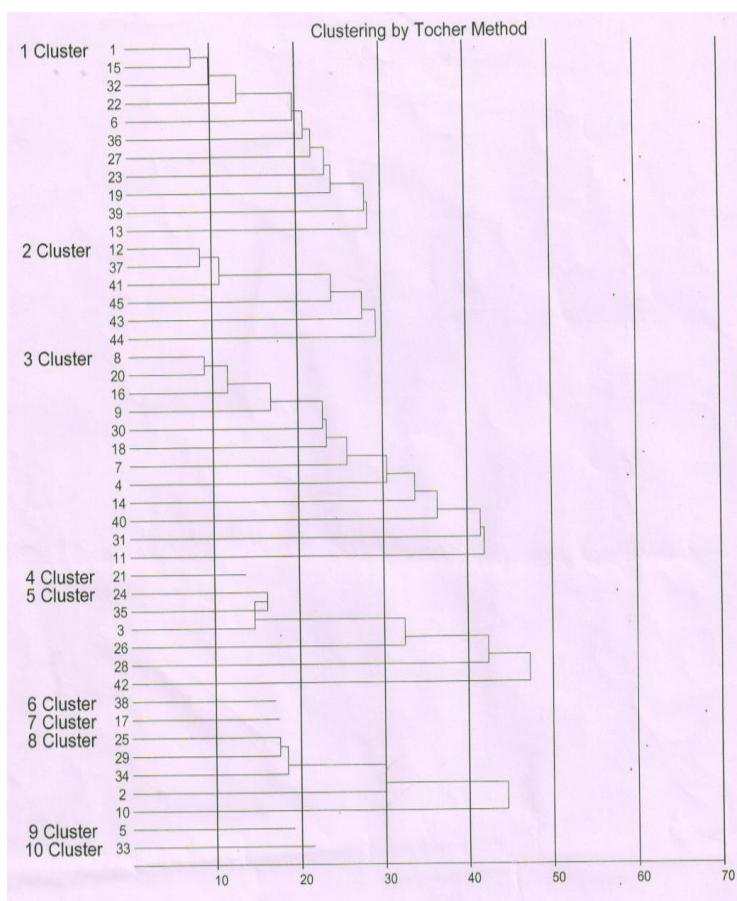 Clustering by Tocher Method
1 Cluster 1
15
32
22
6
36
27
23
19
39
13
2 Cluster 12
37
41
45
43
44
3 Cluster 8
20
16
9
30
18
7
4
14
40
31
11
4 Cluster 21
5 Cluster 24
35
3
26
28
42
6 Cluster 38
7 Cluster 17
8 Cluster 25
29
34
2
10
9 Cluster 5
10 Cluster 33
10 20 30 40 50 60 70